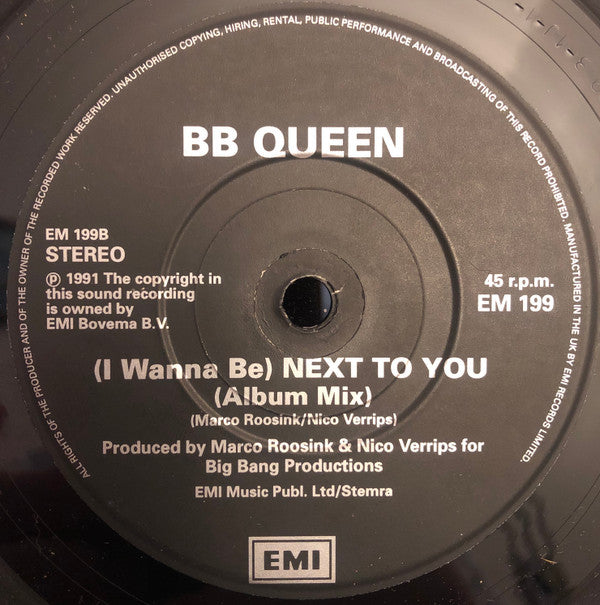 ALL RIGHTS OF THE PRODUCER AND OF THE OWNER OF THE RECORDED WORK RESERVED. UNAUTHORISED COPYING, HIRING, RENTAL, PUBLIC PERFORMANCE AND BROADCASTING OF THIS RECORD PROHIBITED. MANUFACTURED IN THE UK BY EMI RECORDS LIMITED.
BB QUEEN
EM 199B
STEREO
℗ 1991 The copyright in
this sound recording
is owned by
EMI Bovema B.V.
45 r.p.m.
EM 199
(I Wanna Be) NEXT TO YOU
(Album Mix)
(Marco Roosink/Nico Verrips)
Produced by Marco Roosink & Nico Verrips for
Big Bang Productions
EMI Music Publ. Ltd/Stemra
EMI